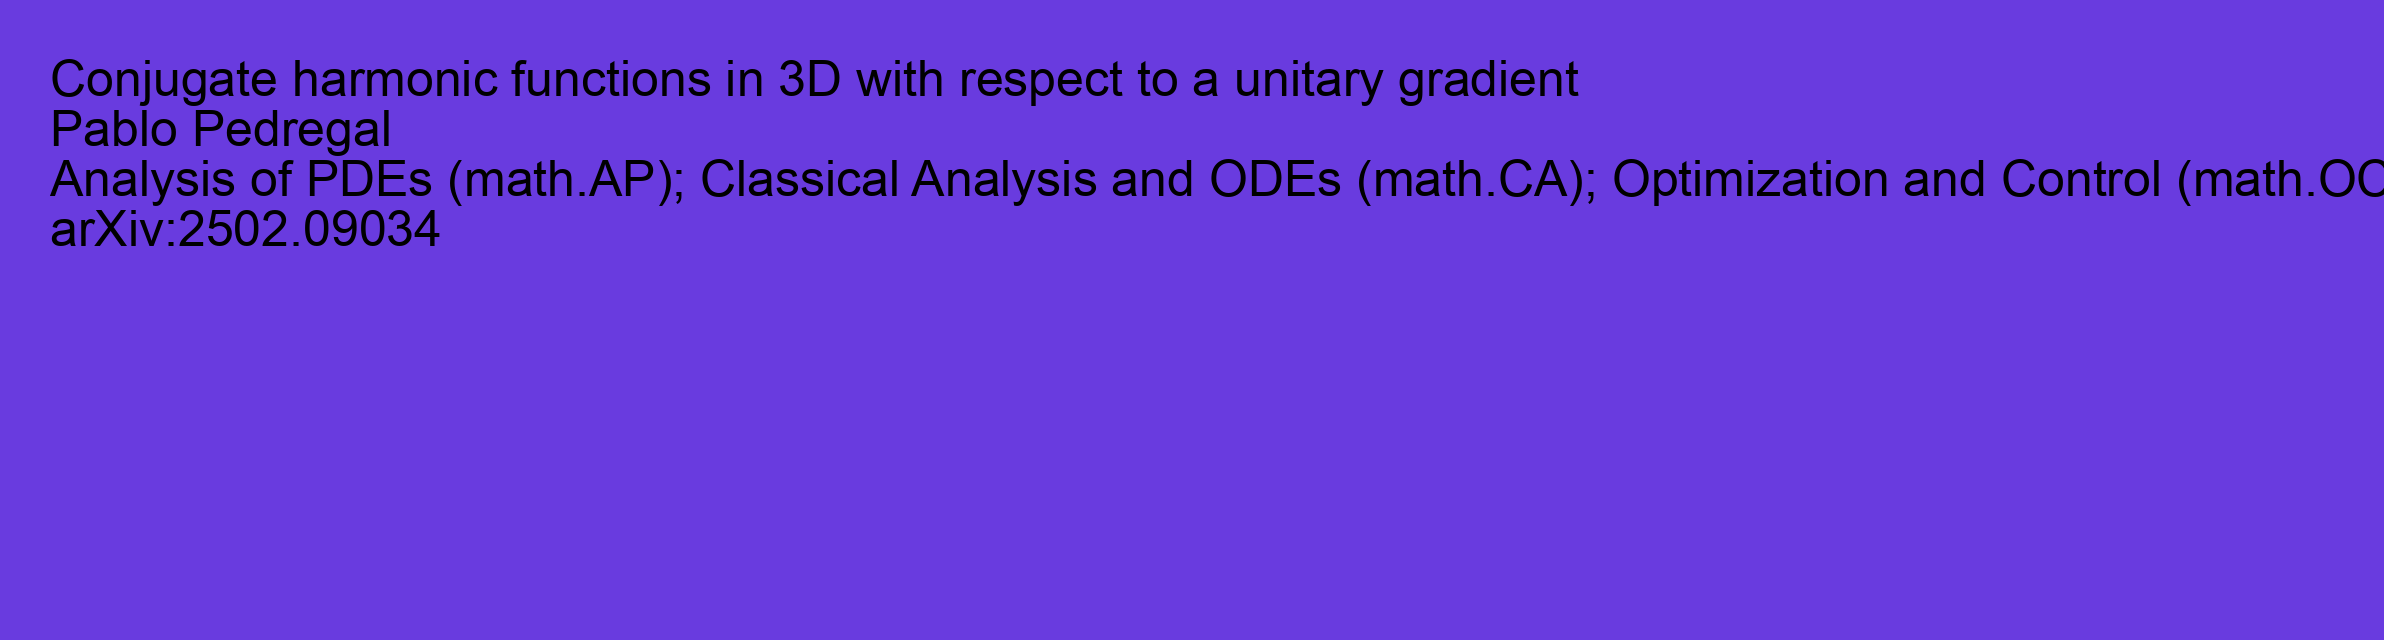 Conjugate harmonic functions in 3D with respect to a unitary gradient
Pablo Pedregal
Analysis of PDEs (math.AP); Classical Analysis and ODEs (math.CA); Optimization and Control (math.OC
arXiv:2502.09034